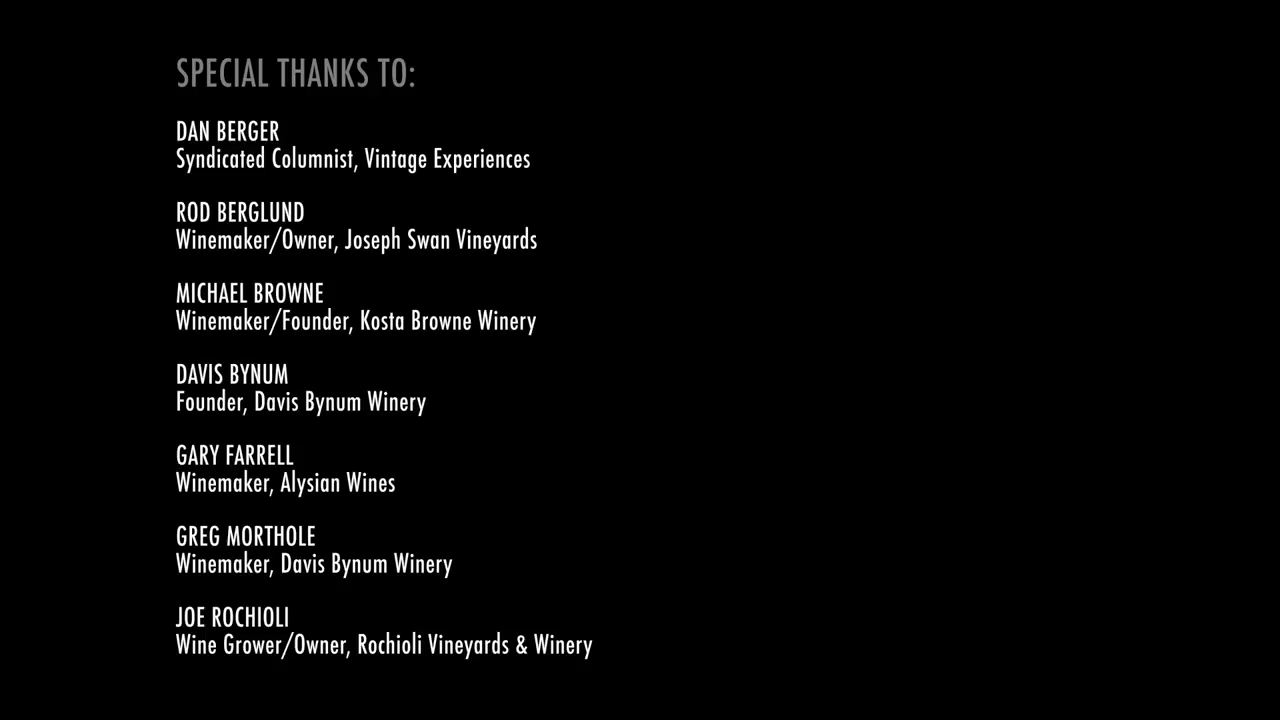 SPECIAL THANKS TO:
DAN BERGER
Syndicated Columnist, Vintage Experiences
ROD BERGLUND
Winemaker/Owner, Joseph Swan Vineyards
MICHAEL BROWNE
Winemaker/Founder, Kosta Browne Winery
DAVIS BYNUM
Founder, Davis Bynum Winery
GARY FARRELL
Winemaker, Alysian Wines
GREG MORTHOLE
Winemaker, Davis Bynum Winery
JOE ROCHIOLI
Wine Grower/Owner, Rochioli Vineyards & Winery